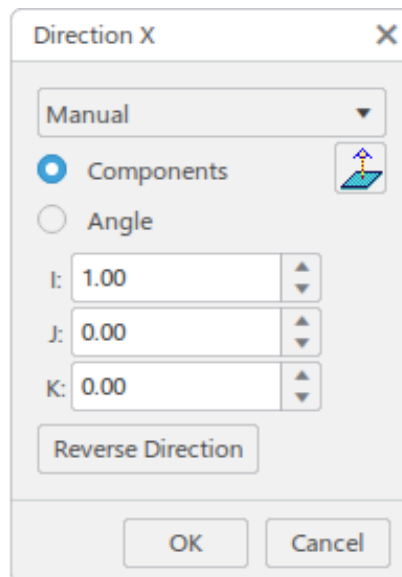 Direction X
Manual
Components
Angle
I: 1.00
J: 0.00
K: 0.00
Reverse Direction
OK Cancel